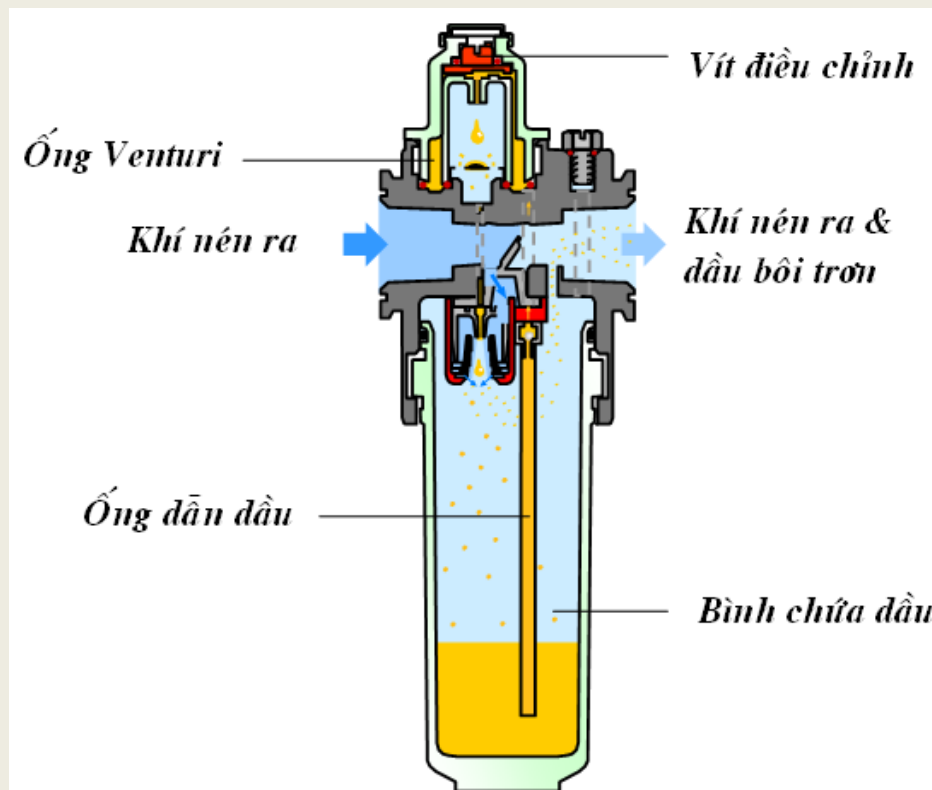 Vít điều chỉnh
Ống Venturi
Khí nén ra
Khí nén ra &
dầu bôi trơn
Ống dẫn dầu
Bình chứa dầu